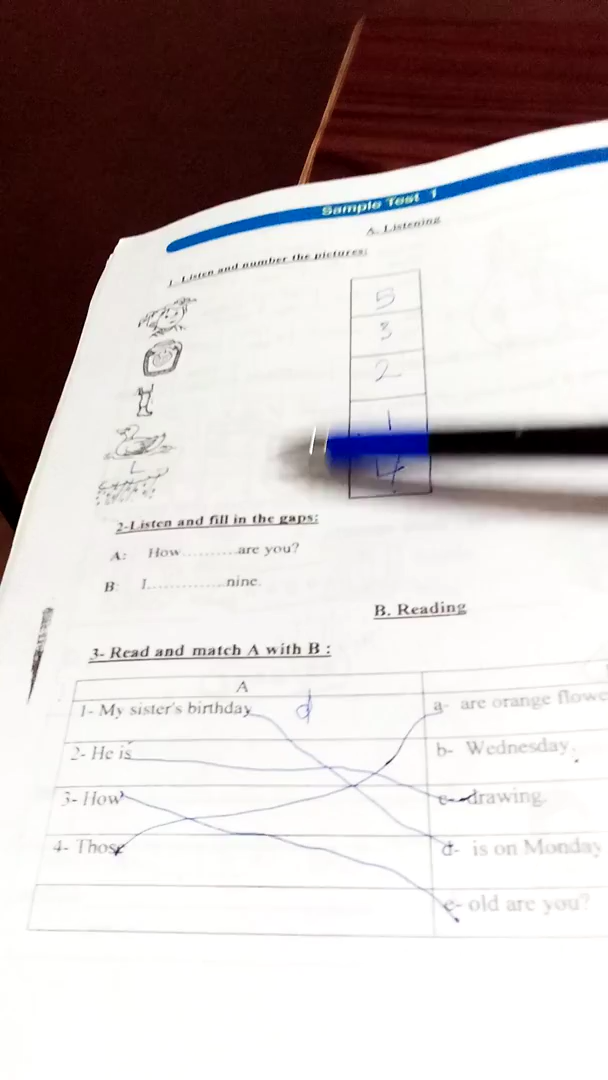 Sample Test 1
A. Listening
1- Listen and number the pictures:
5
3
2
1
4
2-Listen and fill in the gaps:
A: How..........are you?
B: I..............nine.
B. Reading
3- Read and match A with B :
A
1- My sister's birthday d a- are orange flowe
2- He is b- Wednesday.
3- How c- drawing.
4- Those d- is on Monday
e- old are you?